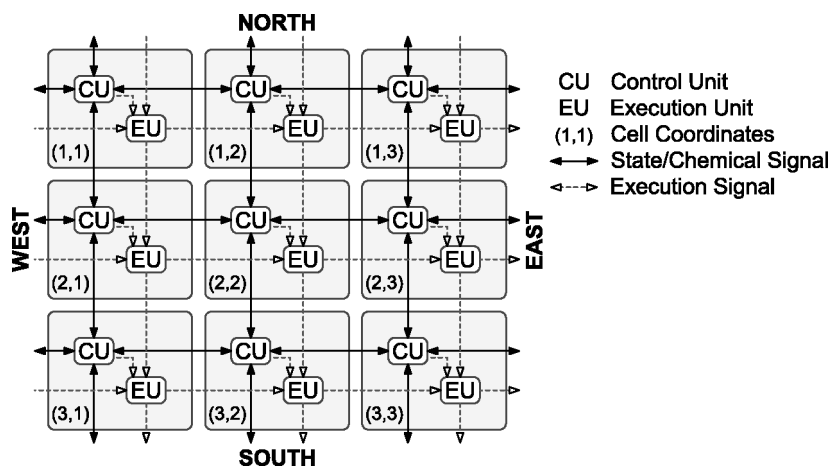 NORTH
CU CU CU
EU EU EU
(1,1) (1,2) (1,3)
CU CU CU
EU EU EU
(2,1) (2,2) (2,3)
CU CU CU
EU EU EU
(3,1) (3,2) (3,3)
SOUTH
WEST
EAST
CU Control Unit
EU Execution Unit
(1,1) Cell Coordinates
State/Chemical Signal
Execution Signal